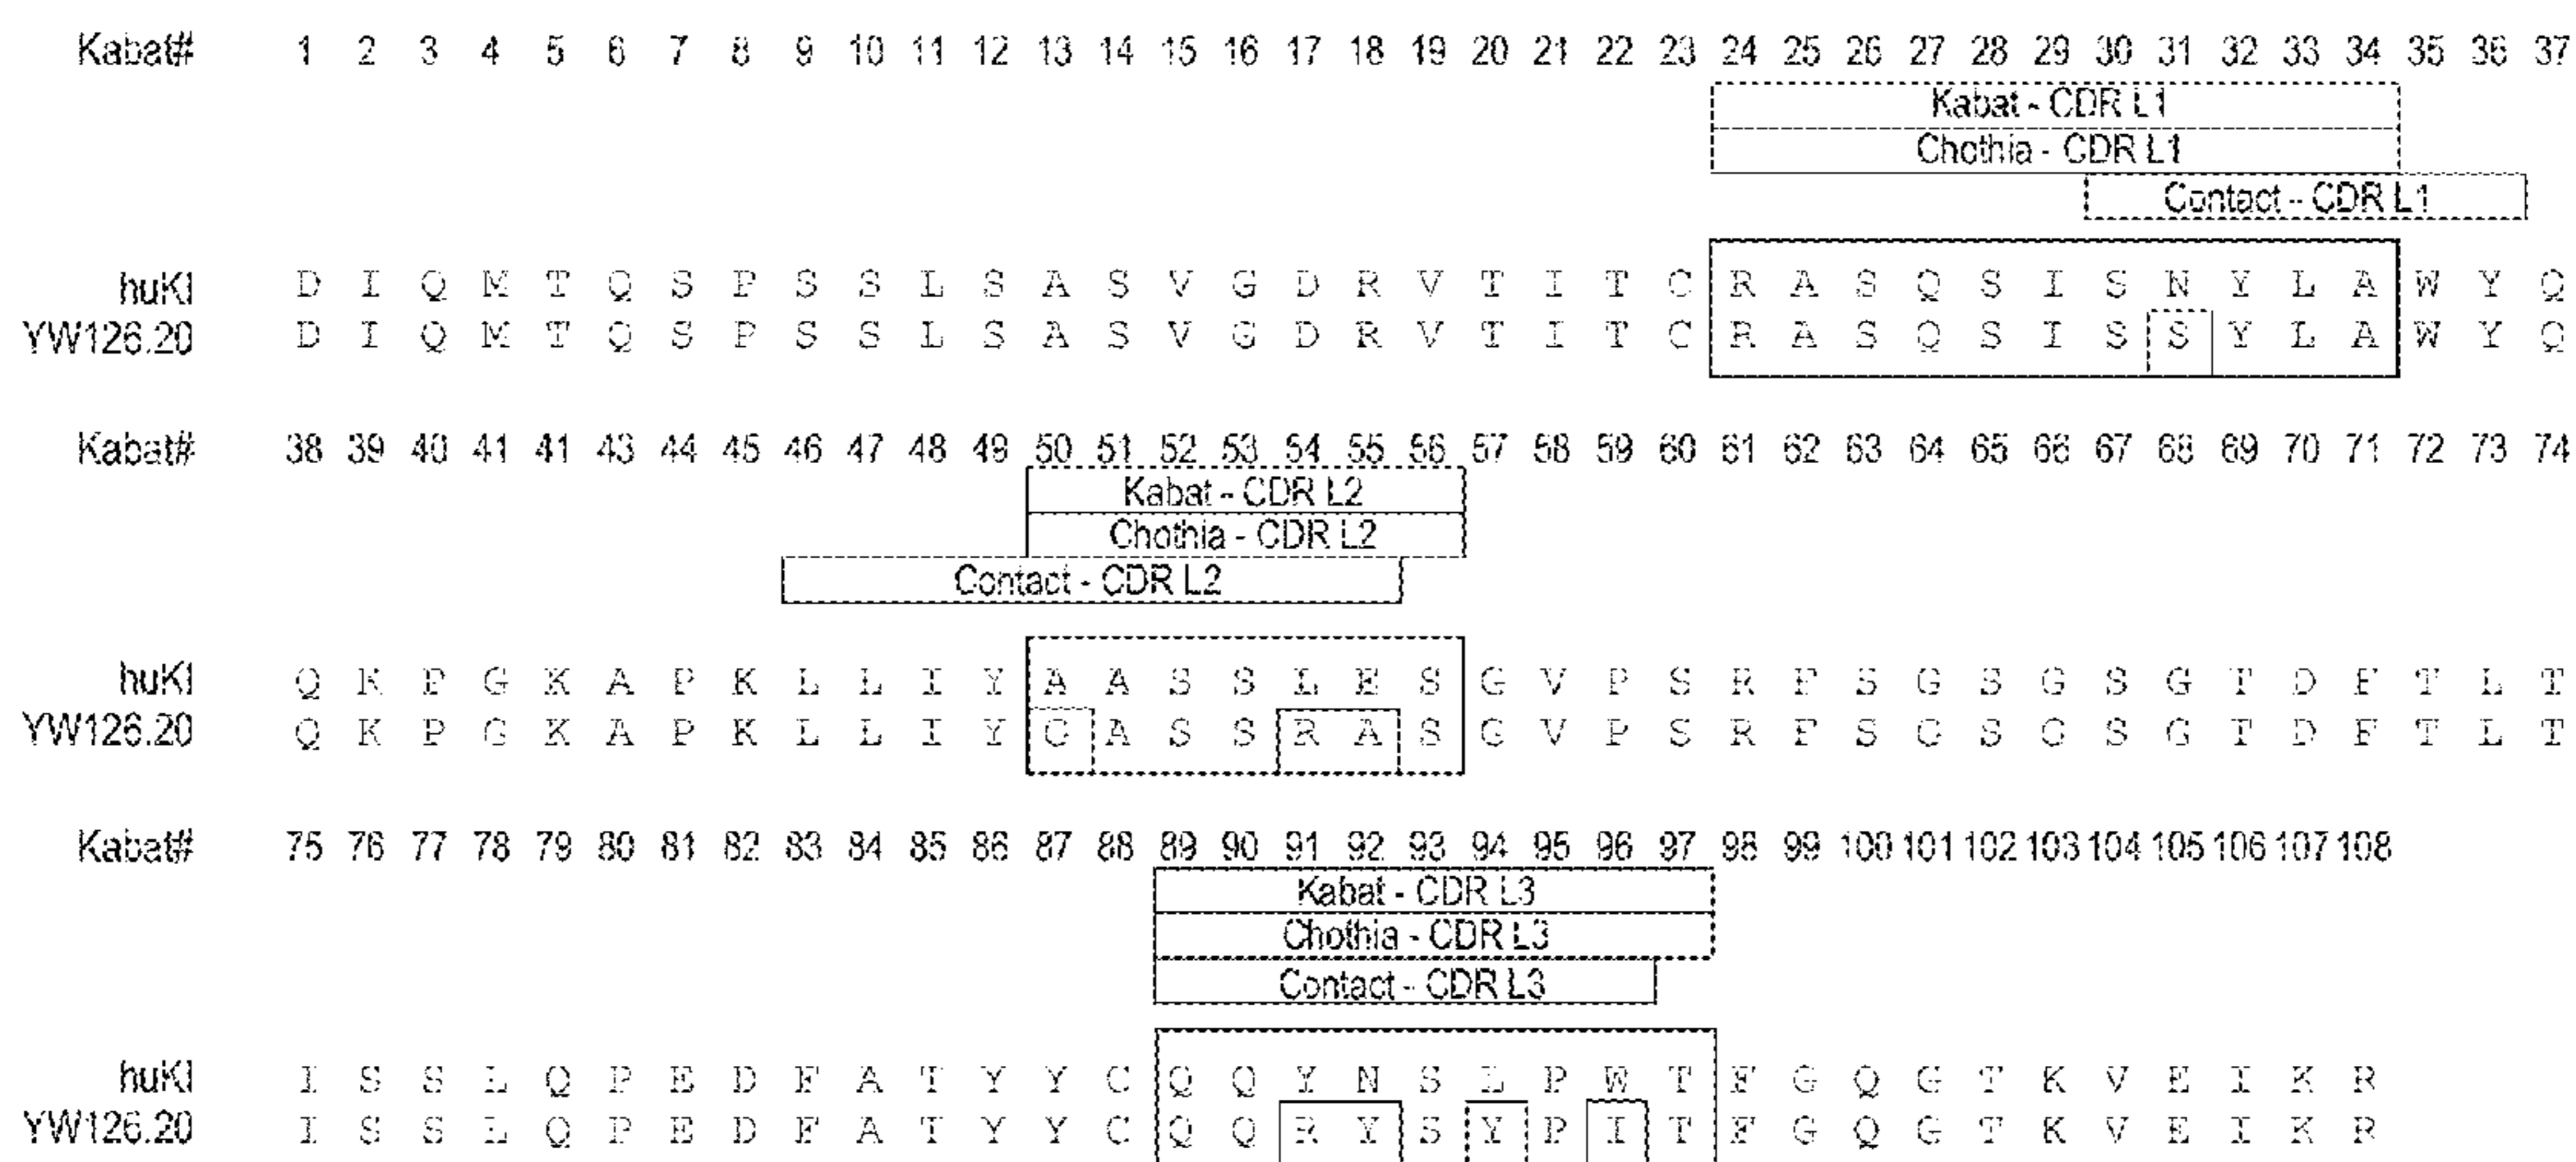 Kabat# 1 2 3 4 5 6 7 8 9 10 11 12 13 14 15 16 17 18 19 20 21 22 23 24 25 26 27 28 29 30 31 32 33 34 35 36 37
Kabat - CDR L1
Chothia - CDR L1
Contact - CDR L1
huKI D I Q M T Q S P S S L S A S V G D R V T I T C R A S Q S I S N Y L A W Y Q
YW126.20 D I Q M T Q S P S S L S A S V G D R V T I T C R A S Q S I S S Y L A W Y Q
Kabat# 38 39 40 41 41 43 44 45 46 47 48 49 50 51 52 53 54 55 56 57 58 59 60 61 62 63 64 65 66 67 68 69 70 71 72 73 74
Kabat - CDR L2
Chothia - CDR L2
Contact - CDR L2
huKI Q K P G K A P K L L I Y A A S S L E S G V P S R F S G S G S G T D F T L T
YW126.20 Q K P G K A P K L L I Y G A S S R A S G V P S R F S G S G S G T D F T L T
Kabat# 75 76 77 78 79 80 81 82 83 84 85 86 87 88 89 90 91 92 93 94 95 96 97 98 99 100 101 102 103 104 105 106 107 108
Kabat - CDR L3
Chothia - CDR L3
Contact - CDR L3
huKI I S S L Q P E D F A T Y Y C Q Q Y N S L P W T F G Q G T K V E I K R
YW126.20 I S S L Q P E D F A T Y Y C Q Q R Y S Y P I T F G Q G T K V E I K R